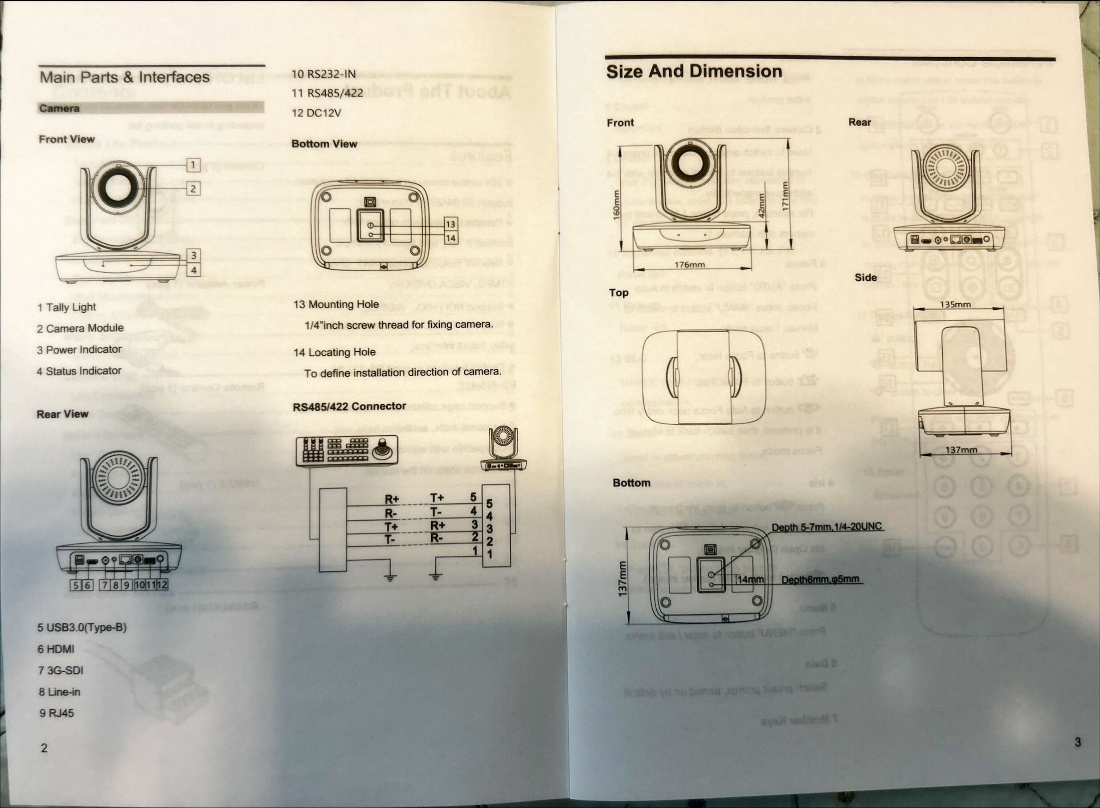 Main Parts & Interfaces
Camera
Front View
1
2
3
4
1 Tally Light
2 Camera Module
3 Power Indicator
4 Status Indicator
Rear View
5 6 7 8 9 10 11 12
5 USB3.0(Type-B)
6 HDMI
7 3G-SDI
8 Line-in
9 RJ45
2
10 RS232-IN
11 RS485/422
12 DC12V
Bottom View
13
14
13 Mounting Hole
1/4"inch screw thread for fixing camera.
14 Locating Hole
To define installation direction of camera.
RS485/422 Connector
R+ T+ 5 5
R- T- 4 4
T+ R+ 3 3
T- R- 2 2
1 1
Size And Dimension
Front
160mm
42mm
171mm
176mm
Rear
Top
Side
135mm
137mm
Bottom
137mm
Depth 5-7mm,1/4-20UNC
14mm
Depth6mm,φ5mm
3